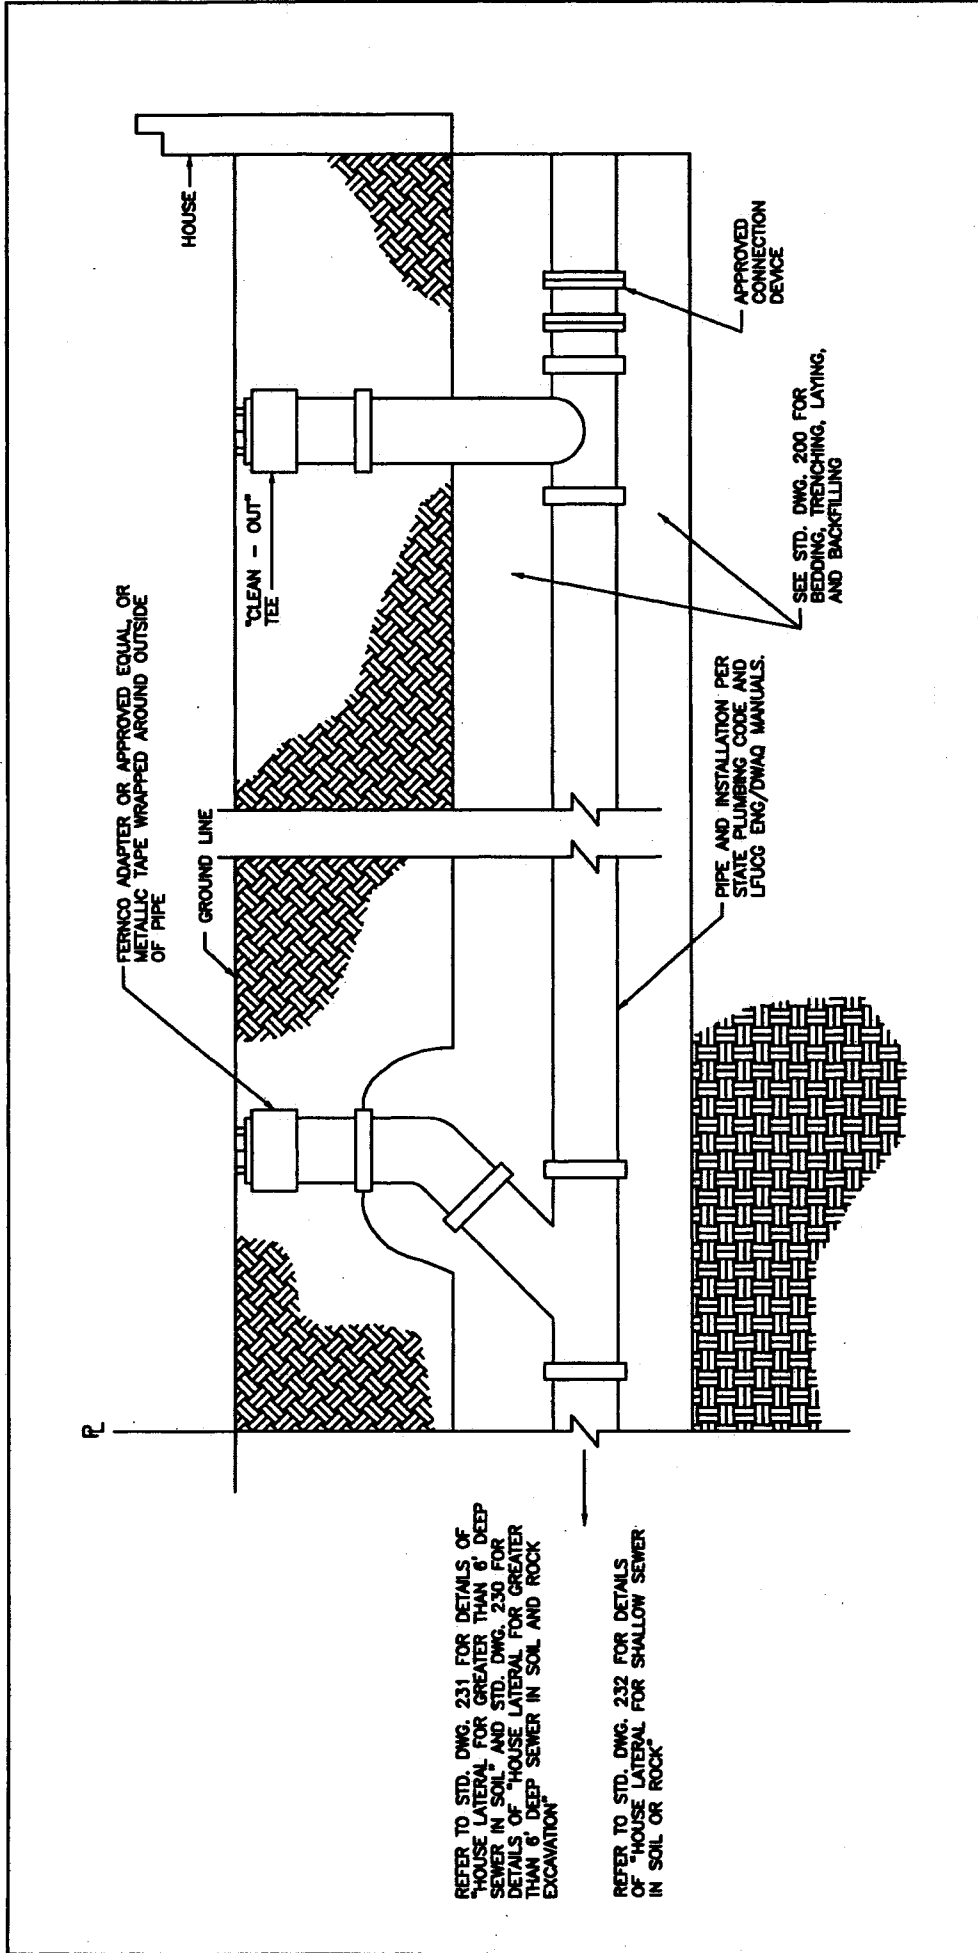 HOUSE
"CLEAN - OUT"
TEE
FERNCO ADAPTER OR APPROVED EQUAL, OR
METALLIC TAPE WRAPPED AROUND OUTSIDE
OF PIPE
GROUND LINE
PL
APPROVED
CONNECTION
DEVICE
SEE STD. DWG. 200 FOR
BEDDING, TRENCHING, LAYING,
AND BACKFILLING
PIPE AND INSTALLATION PER
STATE PLUMBING CODE AND
LFUCG ENG/DWAQ MANUALS.
REFER TO STD. DWG. 231 FOR DETAILS OF
"HOUSE LATERAL FOR GREATER THAN 6' DEEP
SEWER IN SOIL" AND STD. DWG. 230 FOR
DETAILS OF "HOUSE LATERAL FOR GREATER
THAN 6' DEEP SEWER IN SOIL AND ROCK
EXCAVATION"
REFER TO STD. DWG. 232 FOR DETAILS
OF "HOUSE LATERAL FOR SHALLOW SEWER
IN SOIL OR ROCK"